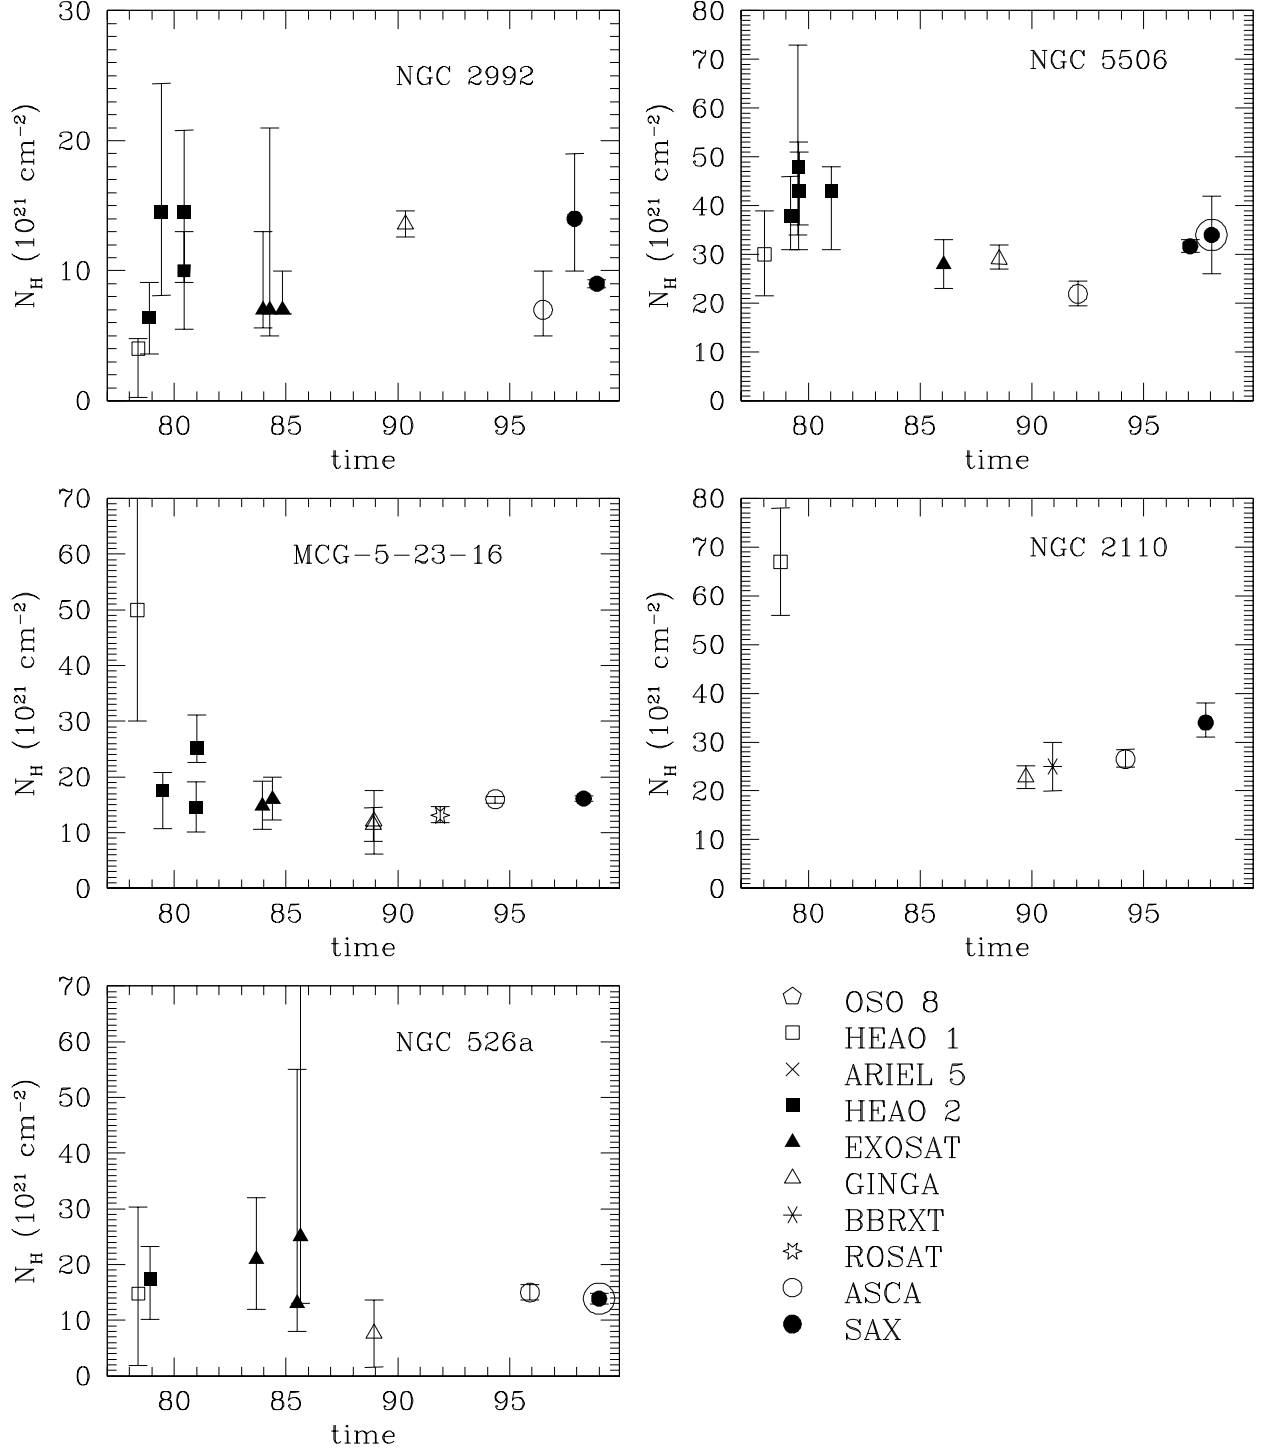 NGC 2992
N_H (10^21 cm^-2)
30
20
10
0
80 85 90 95
time
NGC 5506
N_H (10^21 cm^-2)
80
70
60
50
40
30
20
10
0
80 85 90 95
time
MCG-5-23-16
N_H (10^21 cm^-2)
70
60
50
40
30
20
10
0
80 85 90 95
time
NGC 2110
N_H (10^21 cm^-2)
80
70
60
50
40
30
20
10
0
80 85 90 95
time
NGC 526a
N_H (10^21 cm^-2)
70
60
50
40
30
20
10
0
80 85 90 95
time
OSO 8
HEAO 1
ARIEL 5
HEAO 2
EXOSAT
GINGA
BBRXT
ROSAT
ASCA
SAX